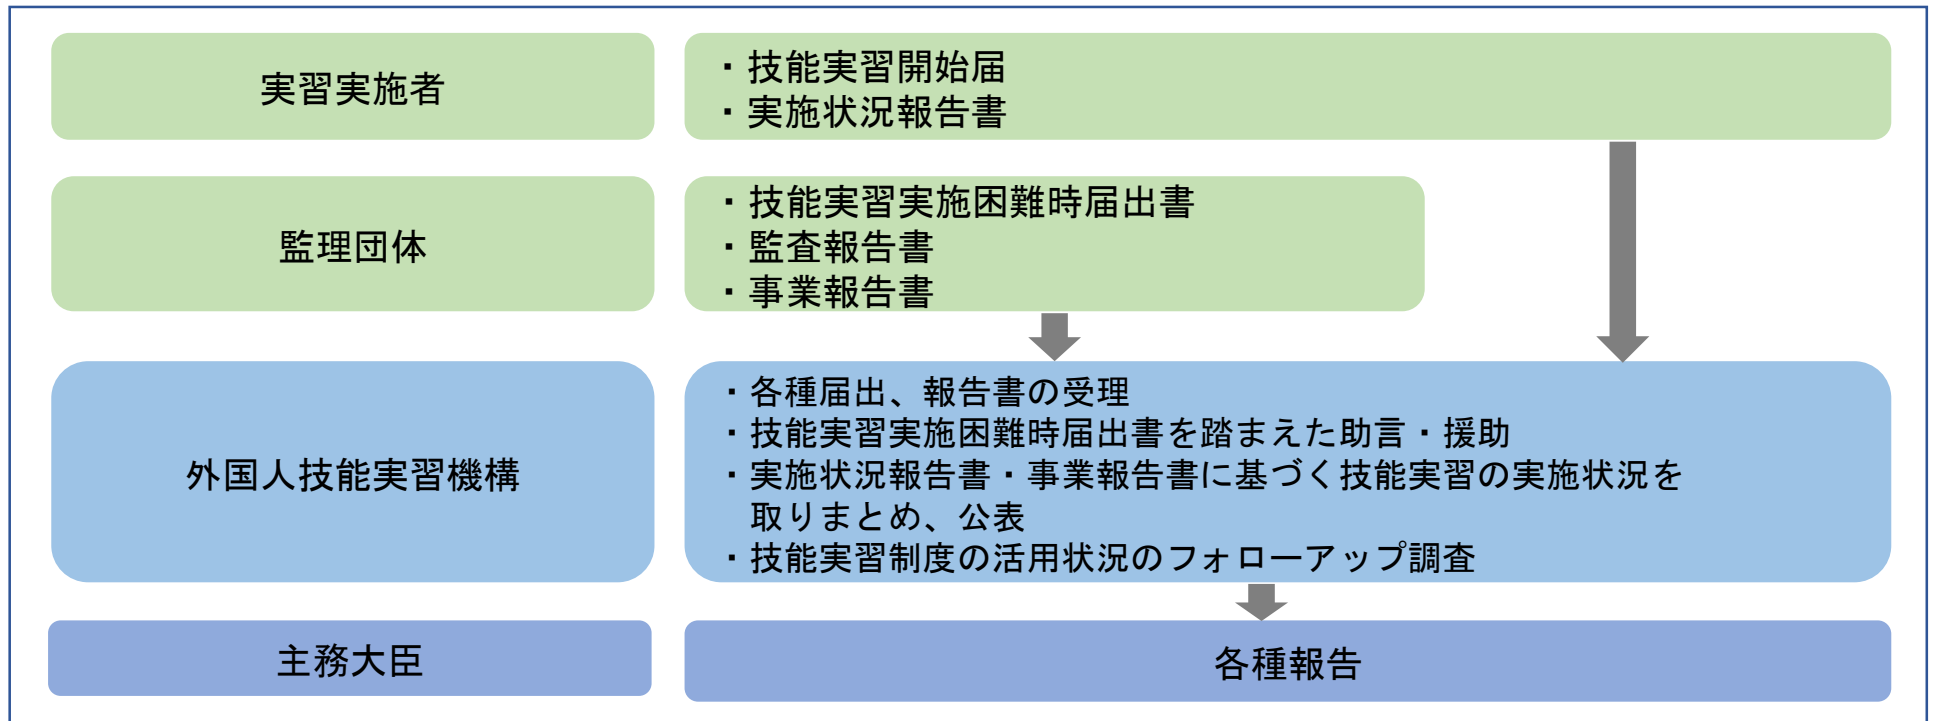 実習実施者
・技能実習開始届
・実施状況報告書
監理団体
・技能実習実施困難時届出書
・監査報告書
・事業報告書
外国人技能実習機構
・各種届出、報告書の受理
・技能実習実施困難時届出書を踏まえた助言・援助
・実施状況報告書・事業報告書に基づく技能実習の実施状況を
取りまとめ、公表
・技能実習制度の活用状況のフォローアップ調査
主務大臣
各種報告